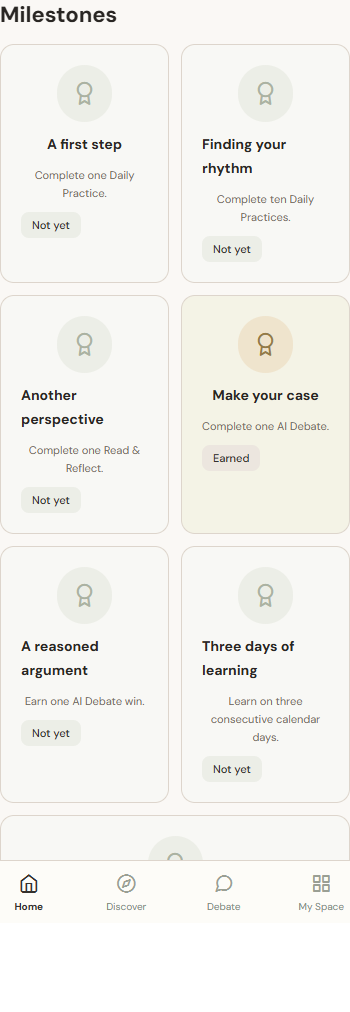 Milestones
A first step
Complete one Daily
Practice.
Not yet
Finding your
rhythm
Complete ten Daily
Practices.
Not yet
Another
perspective
Complete one Read &
Reflect.
Not yet
Make your case
Complete one AI Debate.
Earned
A reasoned
argument
Earn one AI Debate win.
Not yet
Three days of
learning
Learn on three
consecutive calendar
days.
Not yet
Home
Discover
Debate
My Space